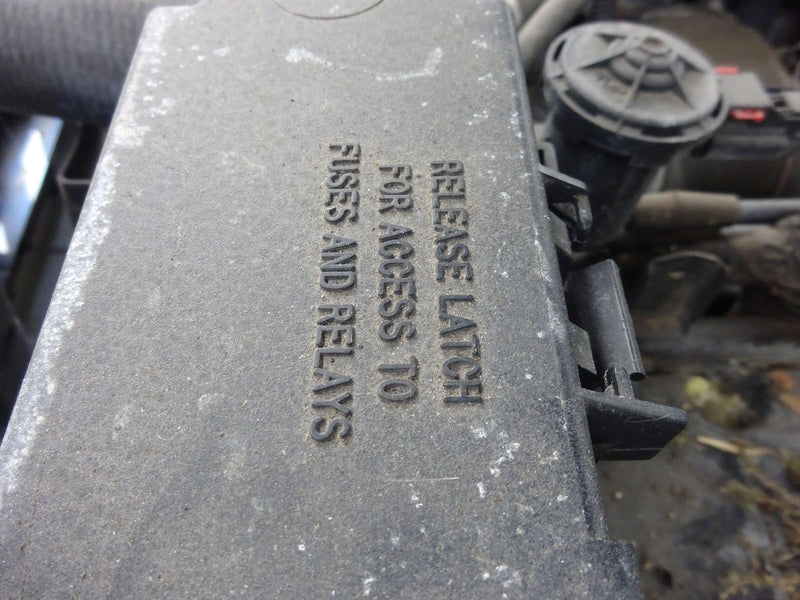 RELEASE LATCH
FOR ACCESS TO
FUSES AND RELAYS